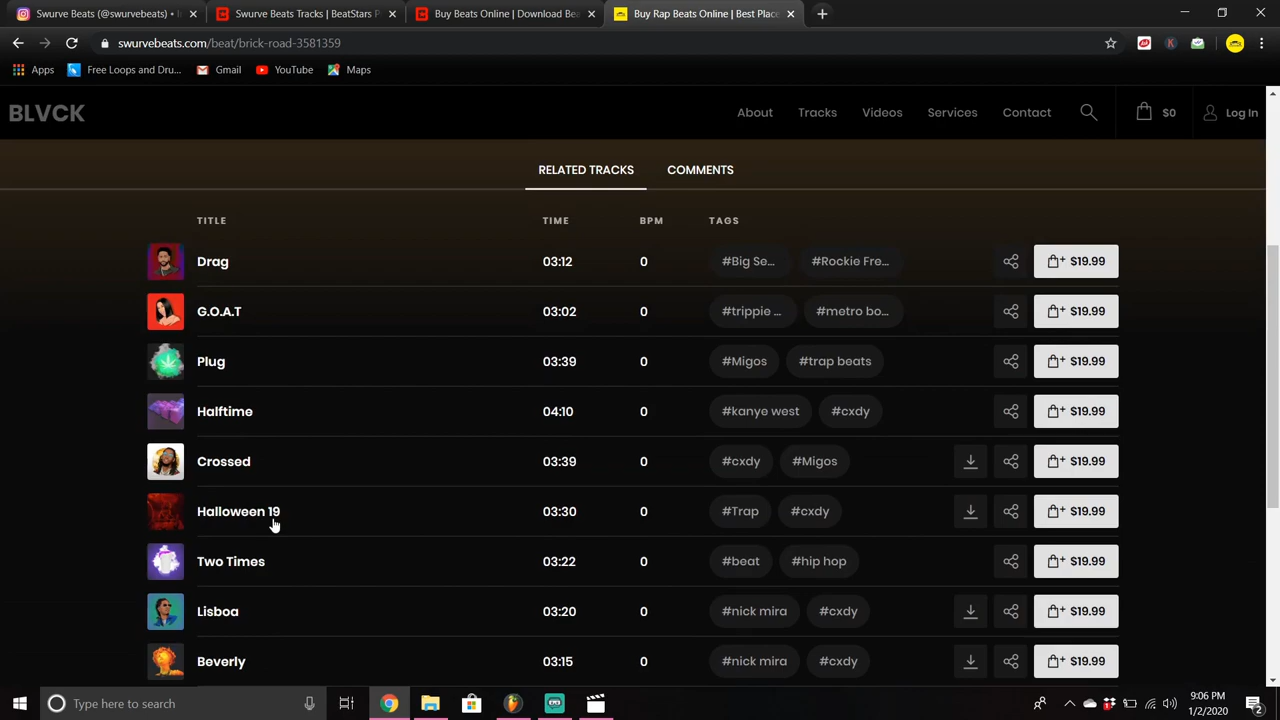 Swurve Beats (@swurvebeats) • I
Swurve Beats Tracks | BeatStars P
Buy Beats Online | Download Be
Buy Rap Beats Online | Best Place
swurvebeats.com/beat/brick-road-3581359
Apps Free Loops and Dru... Gmail YouTube Maps
BLVCK About Tracks Videos Services Contact $0 Log In
RELATED TRACKS COMMENTS
TITLE TIME BPM TAGS
Drag 03:12 0 #Big Se... #Rockie Fre... $19.99
G.O.A.T 03:02 0 #trippie ... #metro bo... $19.99
Plug 03:39 0 #Migos #trap beats $19.99
Halftime 04:10 0 #kanye west #cxdy $19.99
Crossed 03:39 0 #cxdy #Migos $19.99
Halloween 19 03:30 0 #Trap #cxdy $19.99
Two Times 03:22 0 #beat #hip hop $19.99
Lisboa 03:20 0 #nick mira #cxdy $19.99
Beverly 03:15 0 #nick mira #cxdy $19.99
Type here to search
9:06 PM
1/2/2020
2